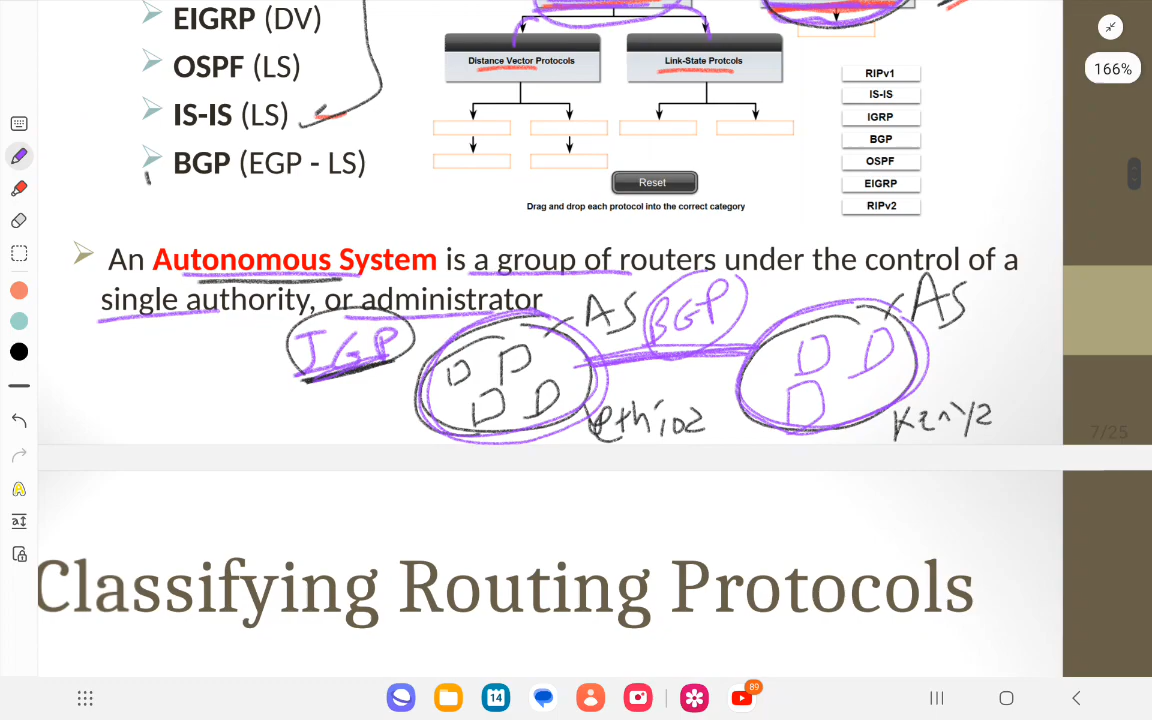 166%
EIGRP (DV)
OSPF (LS)
IS-IS (LS)
BGP (EGP - LS)
Distance Vector Protocols
Link-State Protcols
RIPv1
IS-IS
IGRP
BGP
OSPF
EIGRP
RIPv2
Reset
Drag and drop each protocol into the correct category
An Autonomous System is a group of routers under the control of a
single authority, or administrator
IGP
AS
BGP
AS
7/25
Classifying Routing Protocols
14
89